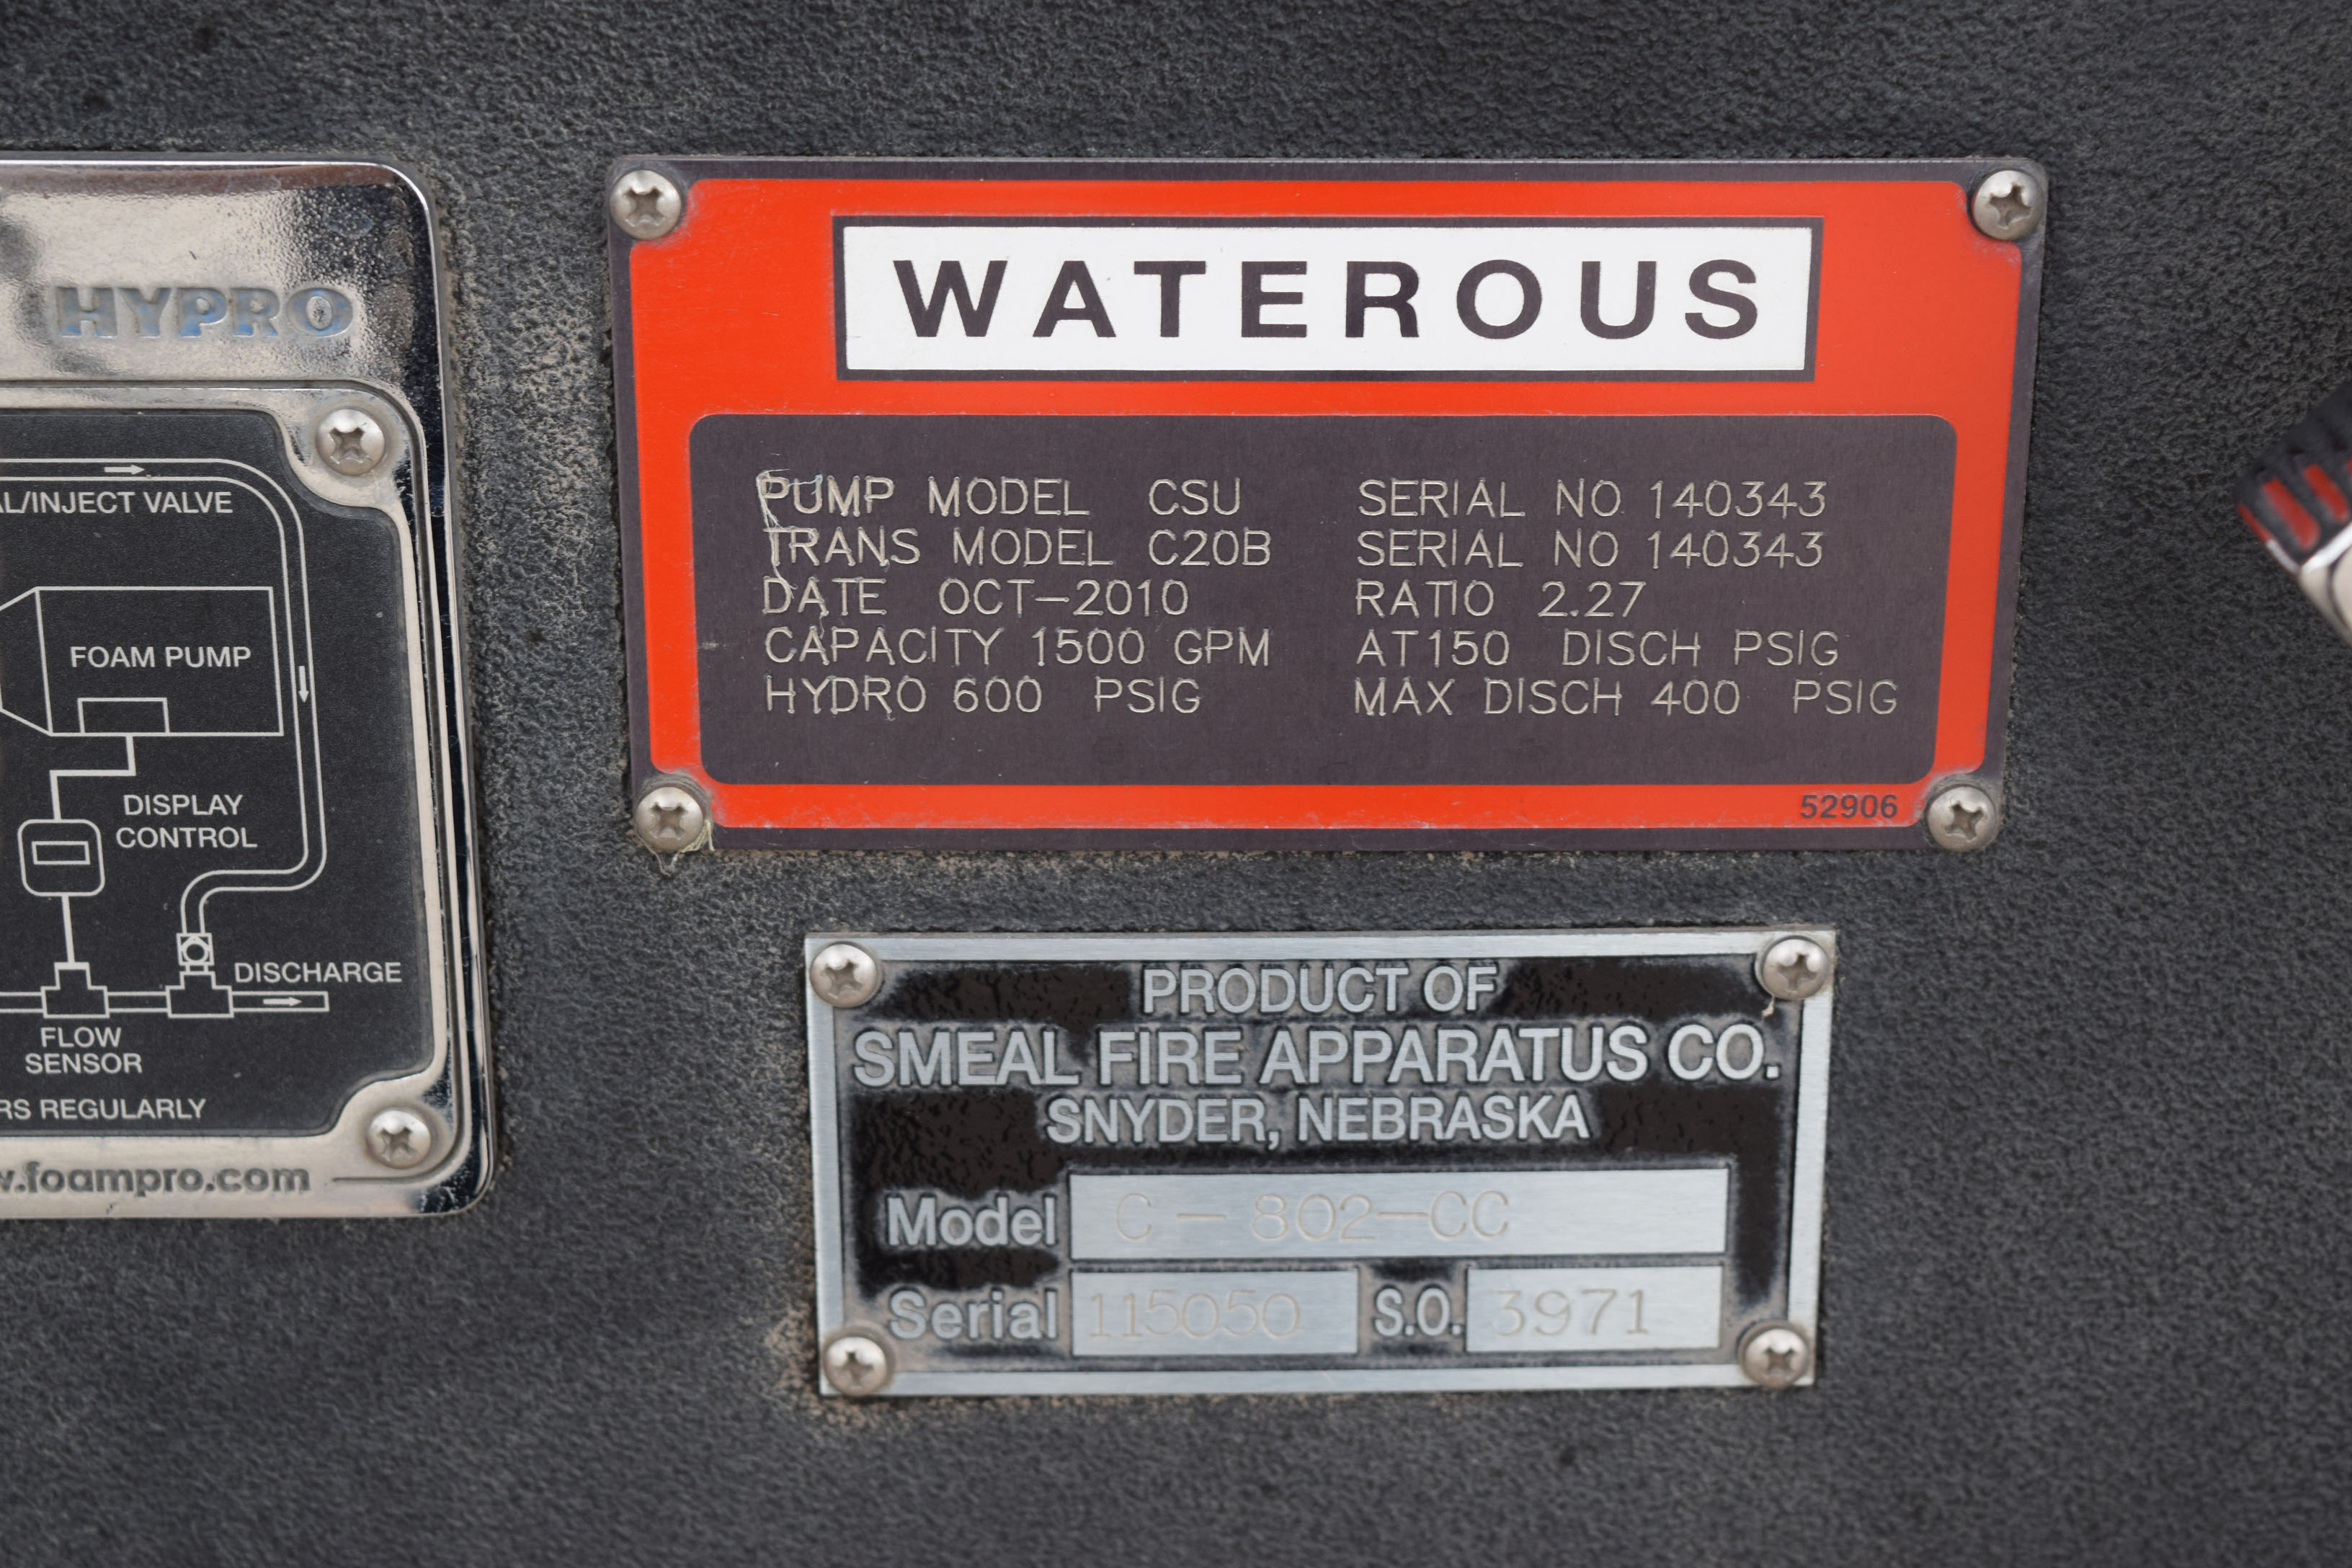 HYPRO
AL/INJECT VALVE
FOAM PUMP
DISPLAY
CONTROL
DISCHARGE
FLOW
SENSOR
RS REGULARLY
w.foampro.com
WATEROUS
PUMP MODEL CSU SERIAL NO 140343
TRANS MODEL C20B SERIAL NO 140343
DATE OCT-2010 RATIO 2.27
CAPACITY 1500 GPM AT150 DISCH PSIG
HYDRO 600 PSIG MAX DISCH 400 PSIG
52906
PRODUCT OF
SMEAL FIRE APPARATUS CO.
SNYDER, NEBRASKA
Model C - 802-CC
Serial 115050 S.O. 3971